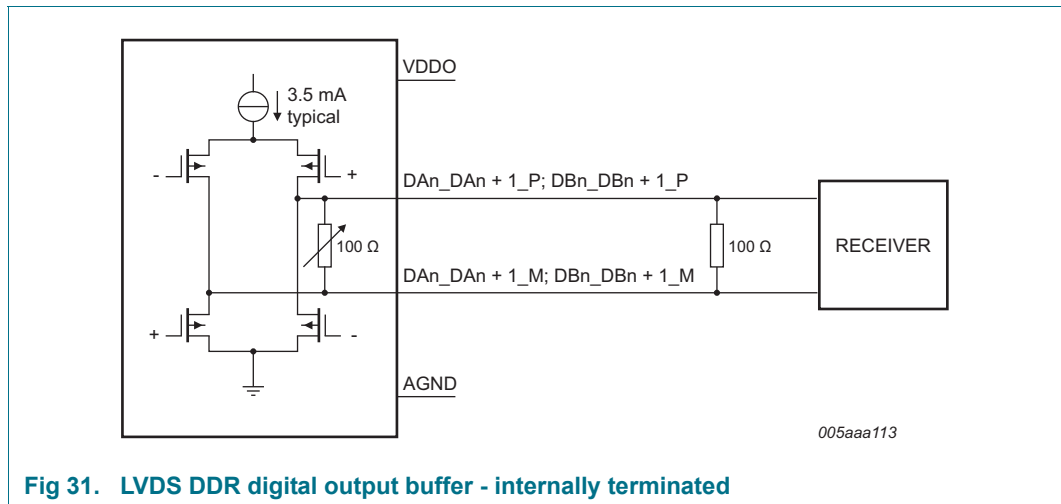 VDDO
3.5 mA
typical
-
+
DAn_DAn + 1_P; DBn_DBn + 1_P
100 Ω
100 Ω
RECEIVER
DAn_DAn + 1_M; DBn_DBn + 1_M
+
-
AGND
005aaa113
Fig 31. LVDS DDR digital output buffer - internally terminated